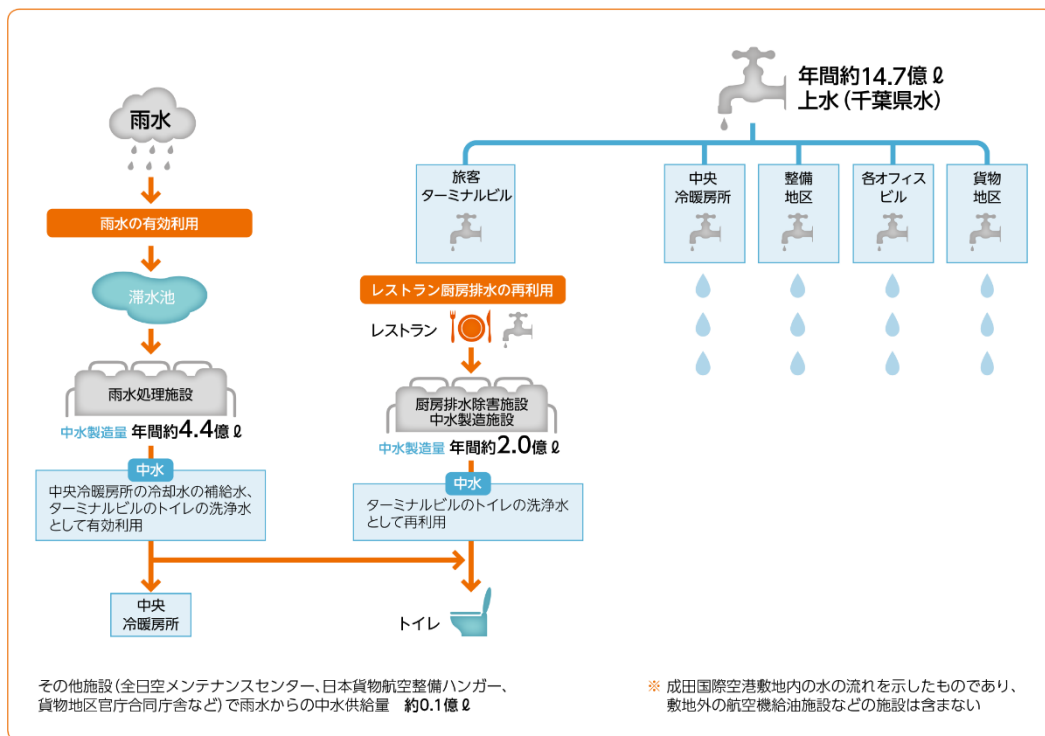 雨水
雨水の有効利用
滞水池
雨水処理施設
中水製造量 年間約4.4億ℓ
中水
中央冷暖房所の冷却水の補給水、
ターミナルビルのトイレの洗浄水
として有効利用
中央
冷暖房所
年間約14.7億ℓ
上水(千葉県水)
旅客
ターミナルビル
中央
冷暖房所
整備
地区
各オフィス
ビル
貨物
地区
レストラン厨房排水の再利用
レストラン
厨房排水除害施設
中水製造施設
中水製造量 年間約2.0億ℓ
中水
ターミナルビルのトイレの洗浄水
として再利用
トイレ
その他施設(全日空メンテナンスセンター、日本貨物航空整備ハンガー、
貨物地区官庁合同庁舎など)で雨水からの中水供給量 約0.1億ℓ
※ 成田国際空港敷地内の水の流れを示したものであり、
敷地外の航空機給油施設などの施設は含まない